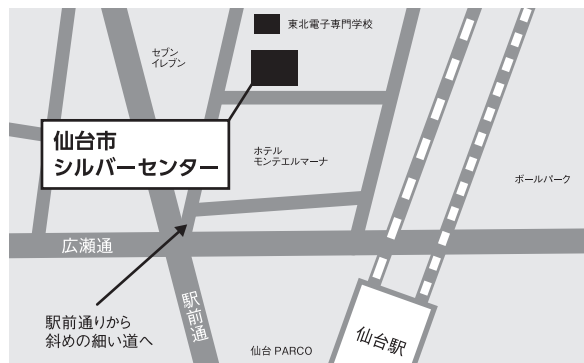 東北電子専門学校
セブン
イレブン
仙台市
シルバーセンター
ホテル
モンテエルマーナ
ボールパーク
広瀬通
駅前通
駅前通りから
斜めの細い道へ
仙台 PARCO
仙台駅